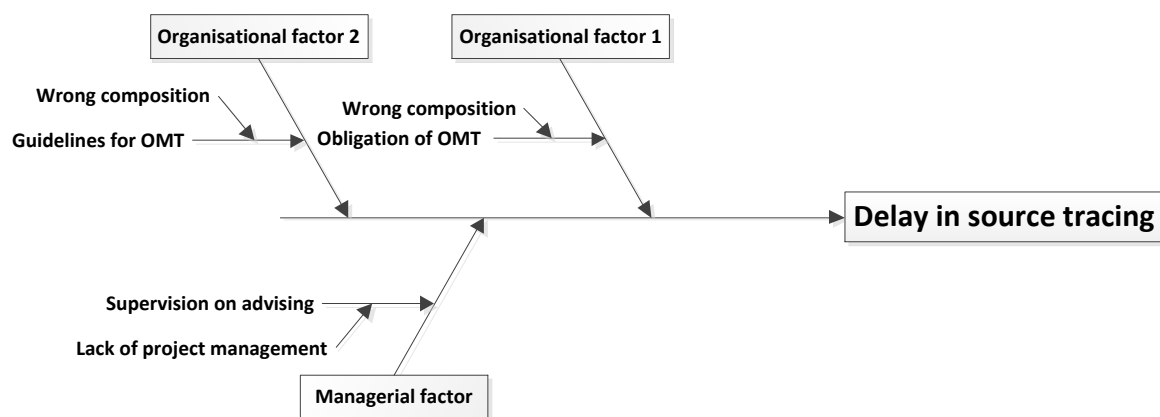 Organisational factor 2
Organisational factor 1
Wrong composition
Guidelines for OMT
Wrong composition
Obligation of OMT
Delay in source tracing
Supervision on advising
Lack of project management
Managerial factor